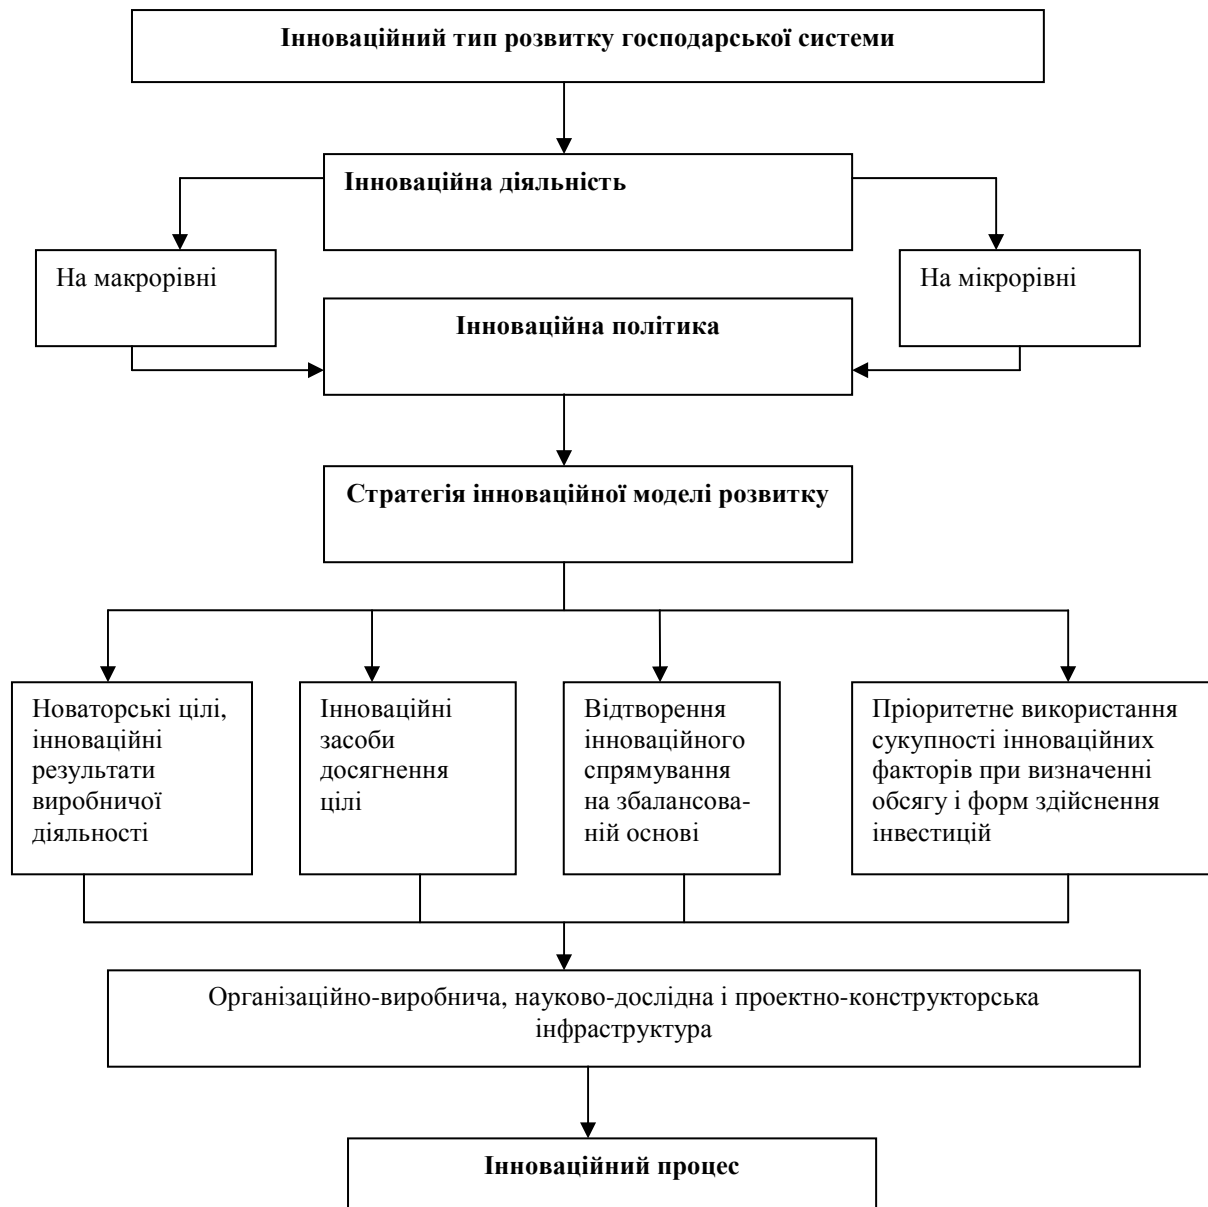 Інноваційний тип розвитку господарської системи
Інноваційна діяльність
На макрорівні
На мікрорівні
Інноваційна політика
Стратегія інноваційної моделі розвитку
Новаторські цілі,
інноваційні
результати
виробничої
діяльності
Інноваційні
засоби
досягнення
цілі
Відтворення
інноваційного
спрямування
на збалансова-
ній основі
Пріоритетне використання
сукупності інноваційних
факторів при визначенні
обсягу і форм здійснення
інвестицій
Організаційно-виробнича, науково-дослідна і проектно-конструкторська
інфраструктура
Інноваційний процес